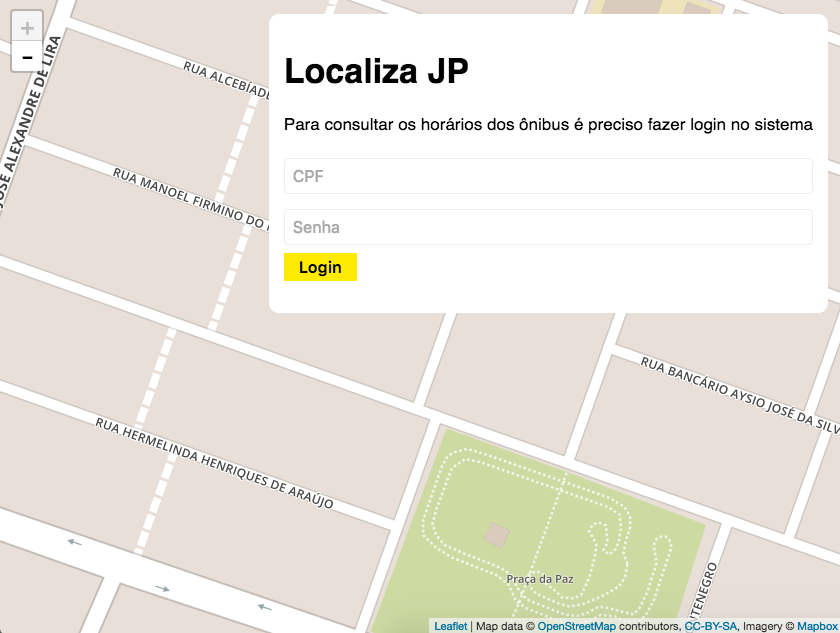 +
-
Localiza JP
Para consultar os horários dos ônibus é preciso fazer login no sistema
CPF
Senha
Login
JOSÉ ALEXANDRE DE LIRA
RUA ALCEBÍADE
RUA MANOEL FIRMINO DO
RUA BANCÁRIO AYSIO JOSÉ DA SILV
RUA HERMELINDA HENRIQUES DE ARAÚJO
Praça da Paz
TENEGRO
Leaflet | Map data © OpenStreetMap contributors, CC-BY-SA, Imagery © Mapbox